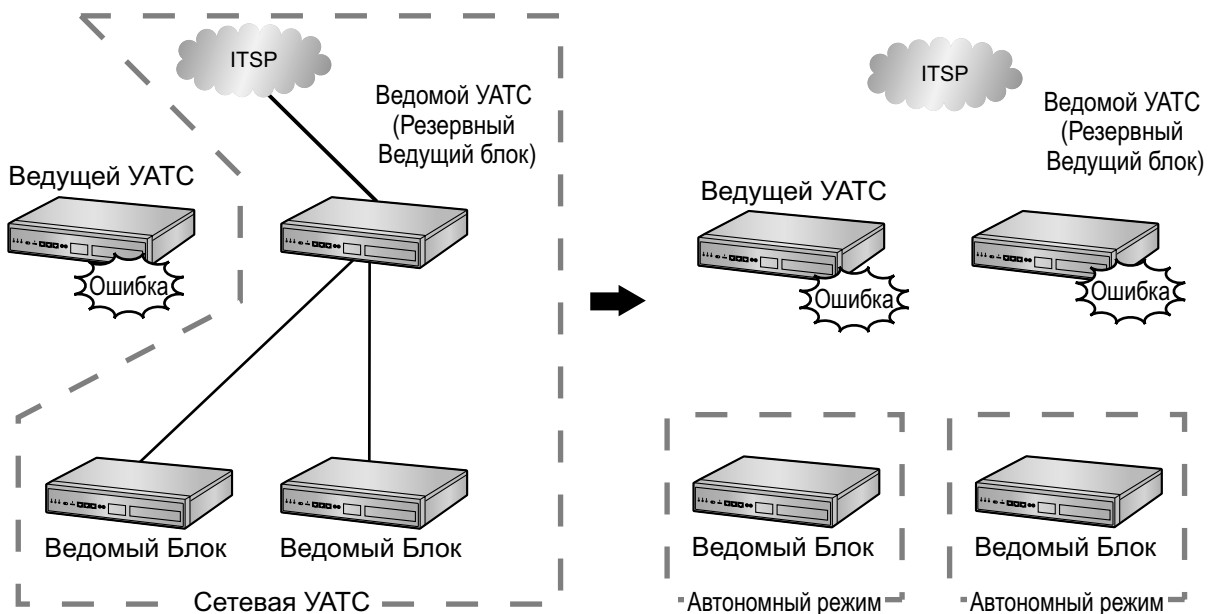 ITSP
Ведомой УАТС
(Резервный
Ведущий блок)
Ведущей УАТС
Ошибка
Ведомый Блок
Ведомый Блок
Сетевая УАТС
ITSP
Ведомой УАТС
(Резервный
Ведущий блок)
Ведущей УАТС
Ошибка
Ошибка
Ведомый Блок
Ведомый Блок
Автономный режим
Автономный режим